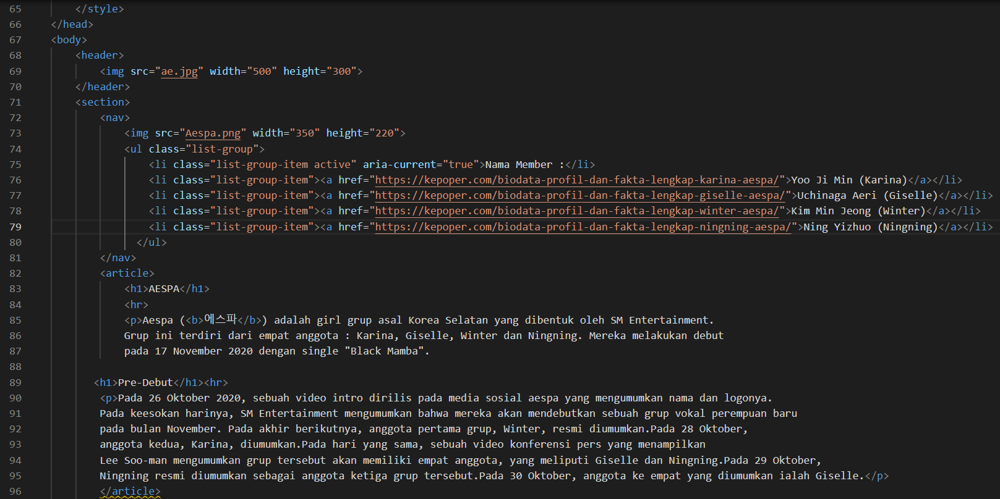 65 </style>
66 </head>
67 <body>
68 <header>
69 <img src="ae.jpg" width="500" height="300">
70 </header>
71 <section>
72 <nav>
73 <img src="Aespa.png" width="350" height="220">
74 <ul class="list-group">
75 <li class="list-group-item active" aria-current="true">Nama Member :</li>
76 <li class="list-group-item"><a href="https://kepoper.com/biodata-profil-dan-fakta-lengkap-karina-aespa/">Yoo Ji Min (Karina)</a></li>
77 <li class="list-group-item"><a href="https://kepoper.com/biodata-profil-dan-fakta-lengkap-giselle-aespa/">Uchinaga Aeri (Giselle)</a></li>
78 <li class="list-group-item"><a href="https://kepoper.com/biodata-profil-dan-fakta-lengkap-winter-aespa/">Kim Min Jeong (Winter)</a></li>
79 <li class="list-group-item"><a href="https://kepoper.com/biodata-profil-dan-fakta-lengkap-ningning-aespa/">Ning Yizhuo (Ningning)</a></li>
80 </ul>
81 </nav>
82 <article>
83 <h1>AESPA</h1>
84 <hr>
85 <p>Aespa (<b>에스파</b>) adalah girl grup asal Korea Selatan yang dibentuk oleh SM Entertainment.
86 Grup ini terdiri dari empat anggota : Karina, Giselle, Winter dan Ningning. Mereka melakukan debut
87 pada 17 November 2020 dengan single "Black Mamba".
88
89 <h1>Pre-Debut</h1><hr>
90 <p>Pada 26 Oktober 2020, sebuah video intro dirilis pada media sosial aespa yang mengumumkan nama dan logonya.
91 Pada keesokan harinya, SM Entertainment mengumumkan bahwa mereka akan mendebutkan sebuah grup vokal perempuan baru
92 pada bulan November. Pada akhir berikutnya, anggota pertama grup, Winter, resmi diumumkan.Pada 28 Oktober,
93 anggota kedua, Karina, diumumkan.Pada hari yang sama, sebuah video konferensi pers yang menampilkan
94 Lee Soo-man mengumumkan grup tersebut akan memiliki empat anggota, yang meliputi Giselle dan Ningning.Pada 29 Oktober,
95 Ningning resmi diumumkan sebagai anggota ketiga grup tersebut.Pada 30 Oktober, anggota ke empat yang diumumkan ialah Giselle.</p>
96 </article>